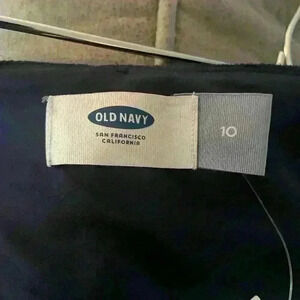 OLD NAVY
SAN FRANCISCO
CALIFORNIA
10